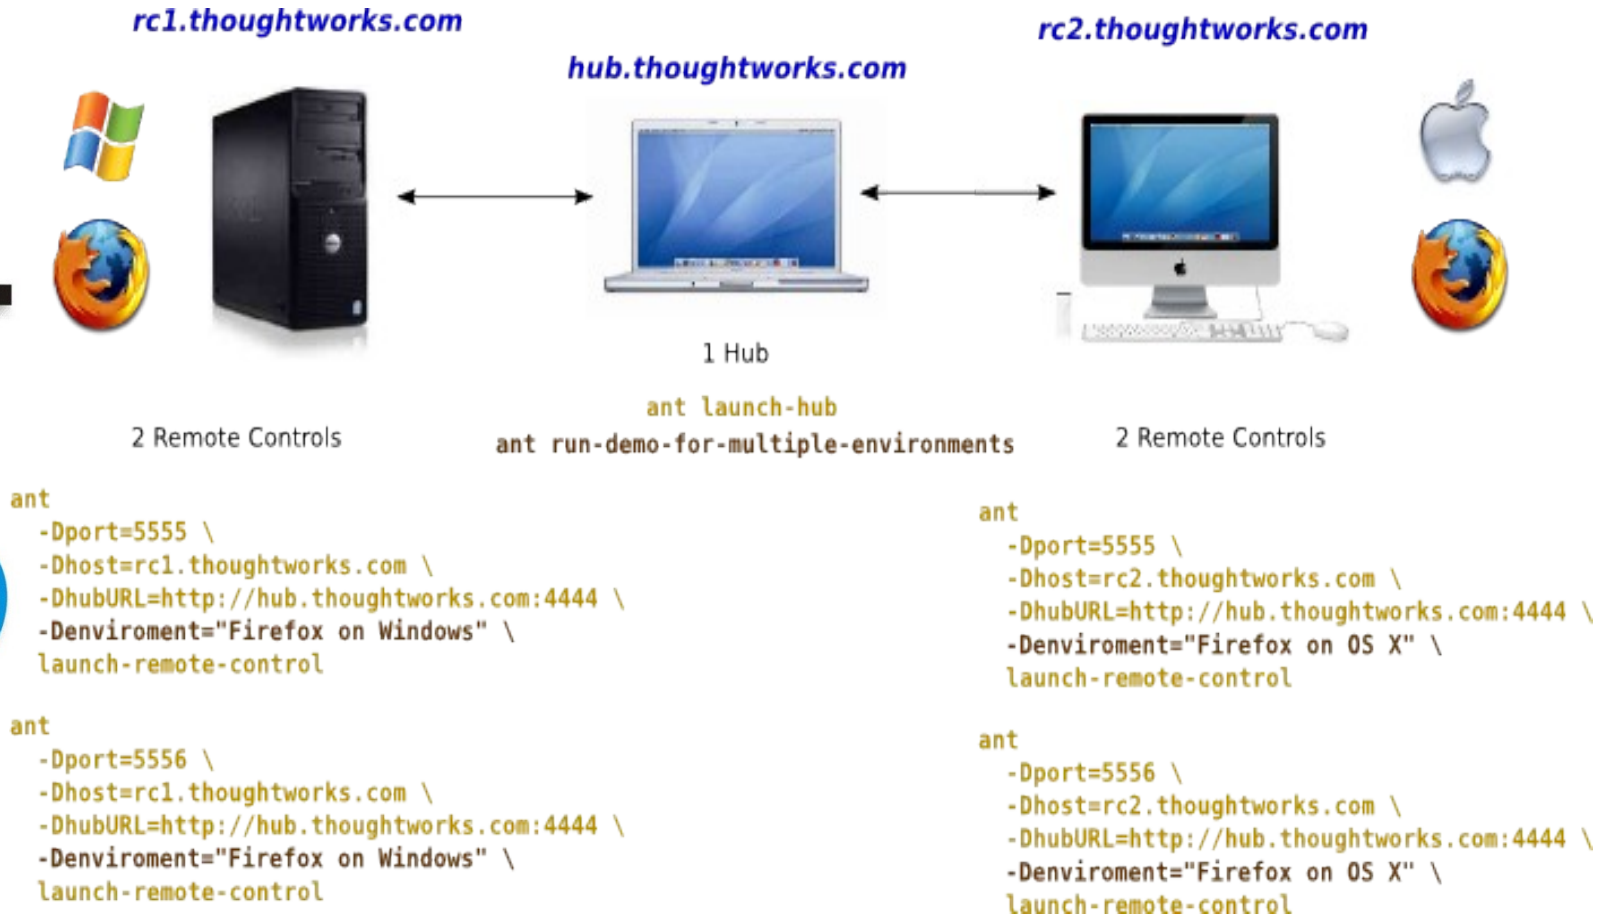 rc1.thoughtworks.com
hub.thoughtworks.com
rc2.thoughtworks.com
1 Hub
ant launch-hub
ant run-demo-for-multiple-environments
2 Remote Controls
2 Remote Controls
ant
-Dport=5555 \
-Dhost=rc1.thoughtworks.com \
-DhubURL=http://hub.thoughtworks.com:4444 \
-Denviroment="Firefox on Windows" \
launch-remote-control
ant
-Dport=5556 \
-Dhost=rc1.thoughtworks.com \
-DhubURL=http://hub.thoughtworks.com:4444 \
-Denviroment="Firefox on Windows" \
launch-remote-control
ant
-Dport=5555 \
-Dhost=rc2.thoughtworks.com \
-DhubURL=http://hub.thoughtworks.com:4444 \
-Denviroment="Firefox on OS X" \
launch-remote-control
ant
-Dport=5556 \
-Dhost=rc2.thoughtworks.com \
-DhubURL=http://hub.thoughtworks.com:4444 \
-Denviroment="Firefox on OS X" \
launch-remote-control